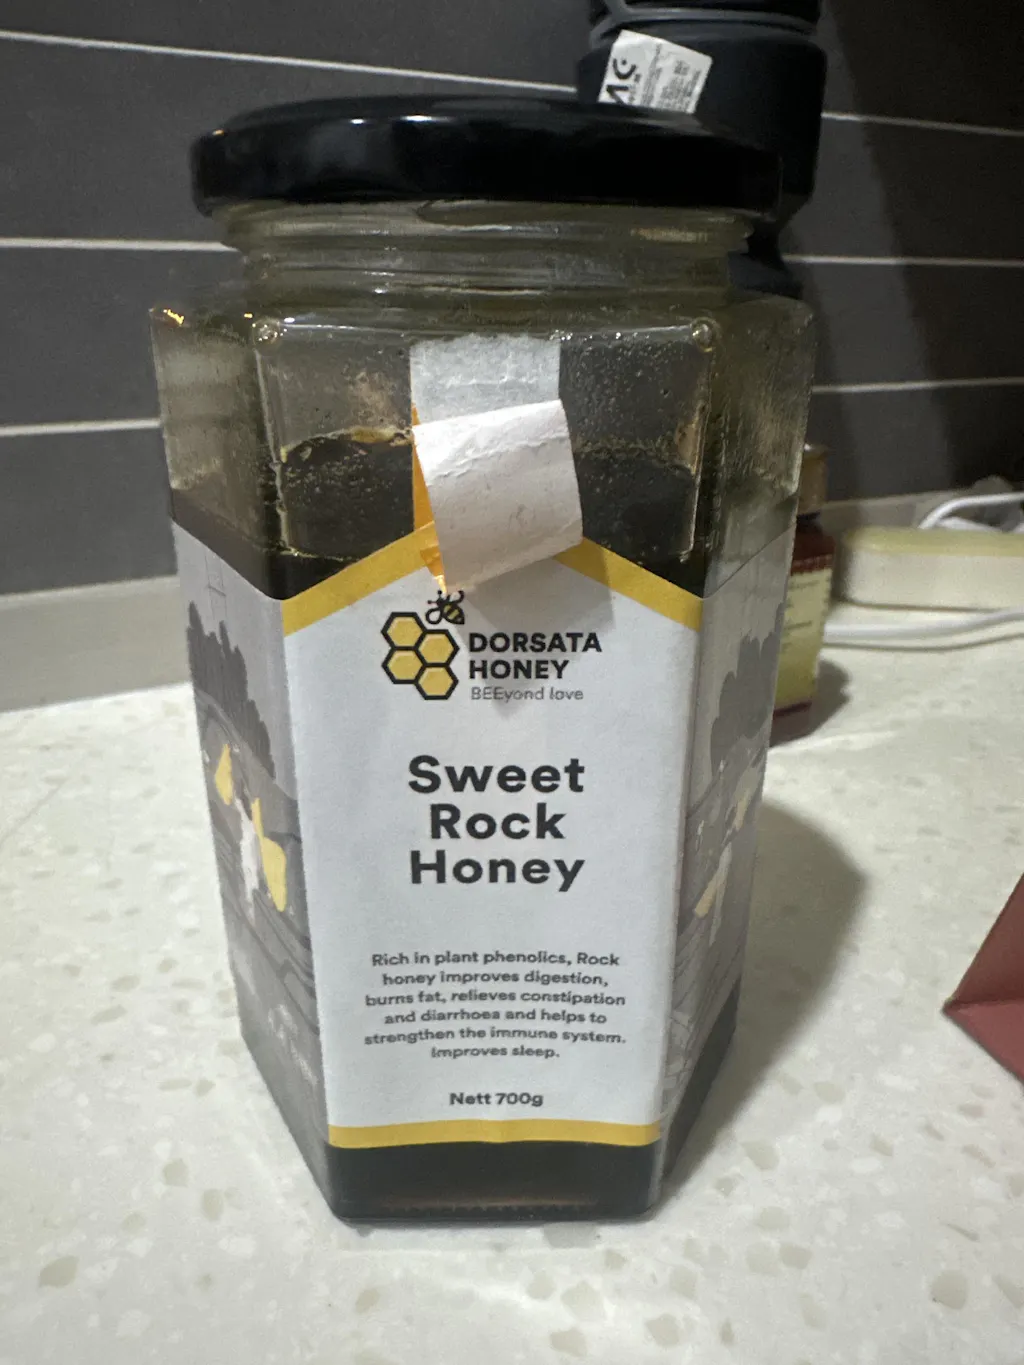 DORSATA
HONEY
BEEyond love
Sweet
Rock
Honey
Rich in plant phenolics, Rock
honey improves digestion,
burns fat, relieves constipation
and diarrhoea and helps to
strengthen the immune system.
Improves sleep.
Nett 700g